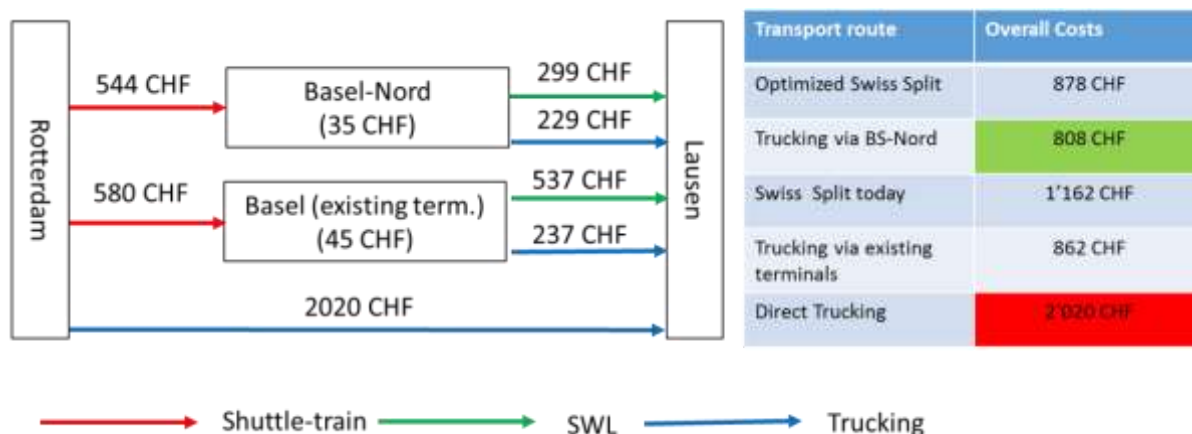 Rotterdam
544 CHF
Basel-Nord
(35 CHF)
299 CHF
229 CHF
580 CHF
Basel (existing term.)
(45 CHF)
537 CHF
237 CHF
2020 CHF
Lausen
Transport route Overall Costs
Optimized Swiss Split 878 CHF
Trucking via BS-Nord 808 CHF
Swiss Split today 1'162 CHF
Trucking via existing 862 CHF
terminals
Direct Trucking 2'020 CHF
Shuttle-train SWL Trucking